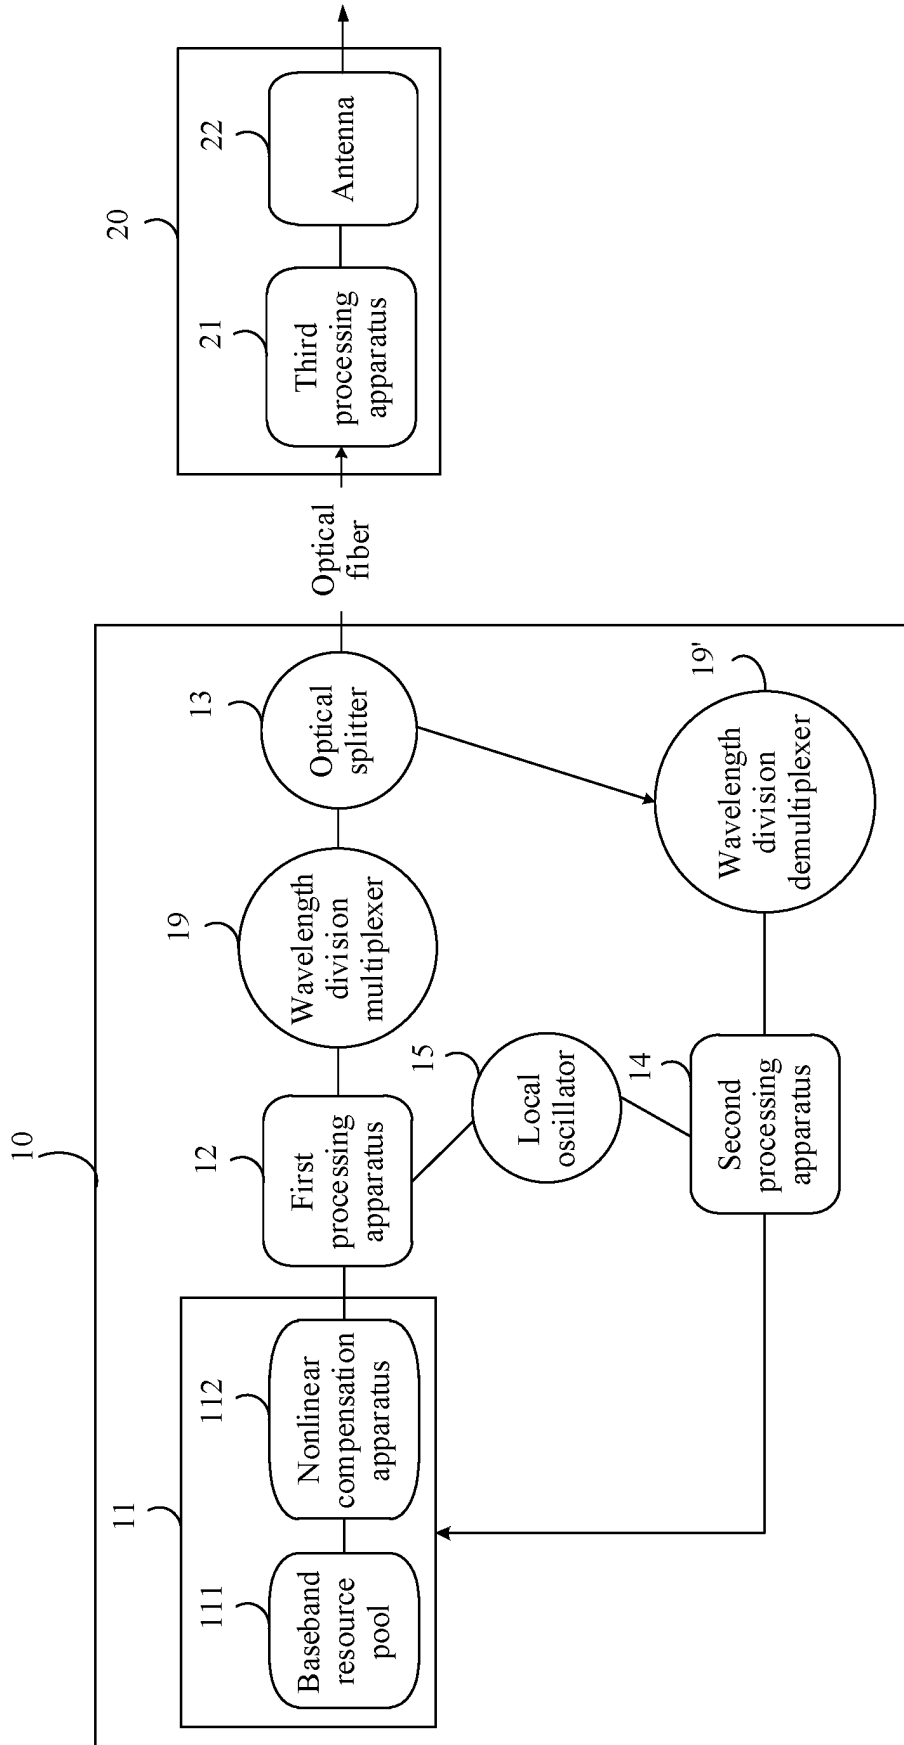 10
11
111
Baseband
resource
pool
112
Nonlinear
compensation
apparatus
12
First
processing
apparatus
19
Wavelength
division
multiplexer
13
Optical
splitter
Optical
fiber
20
21
Third
processing
apparatus
22
Antenna
15
Local
oscillator
14
Second
processing
apparatus
19'
Wavelength
division
demultiplexer